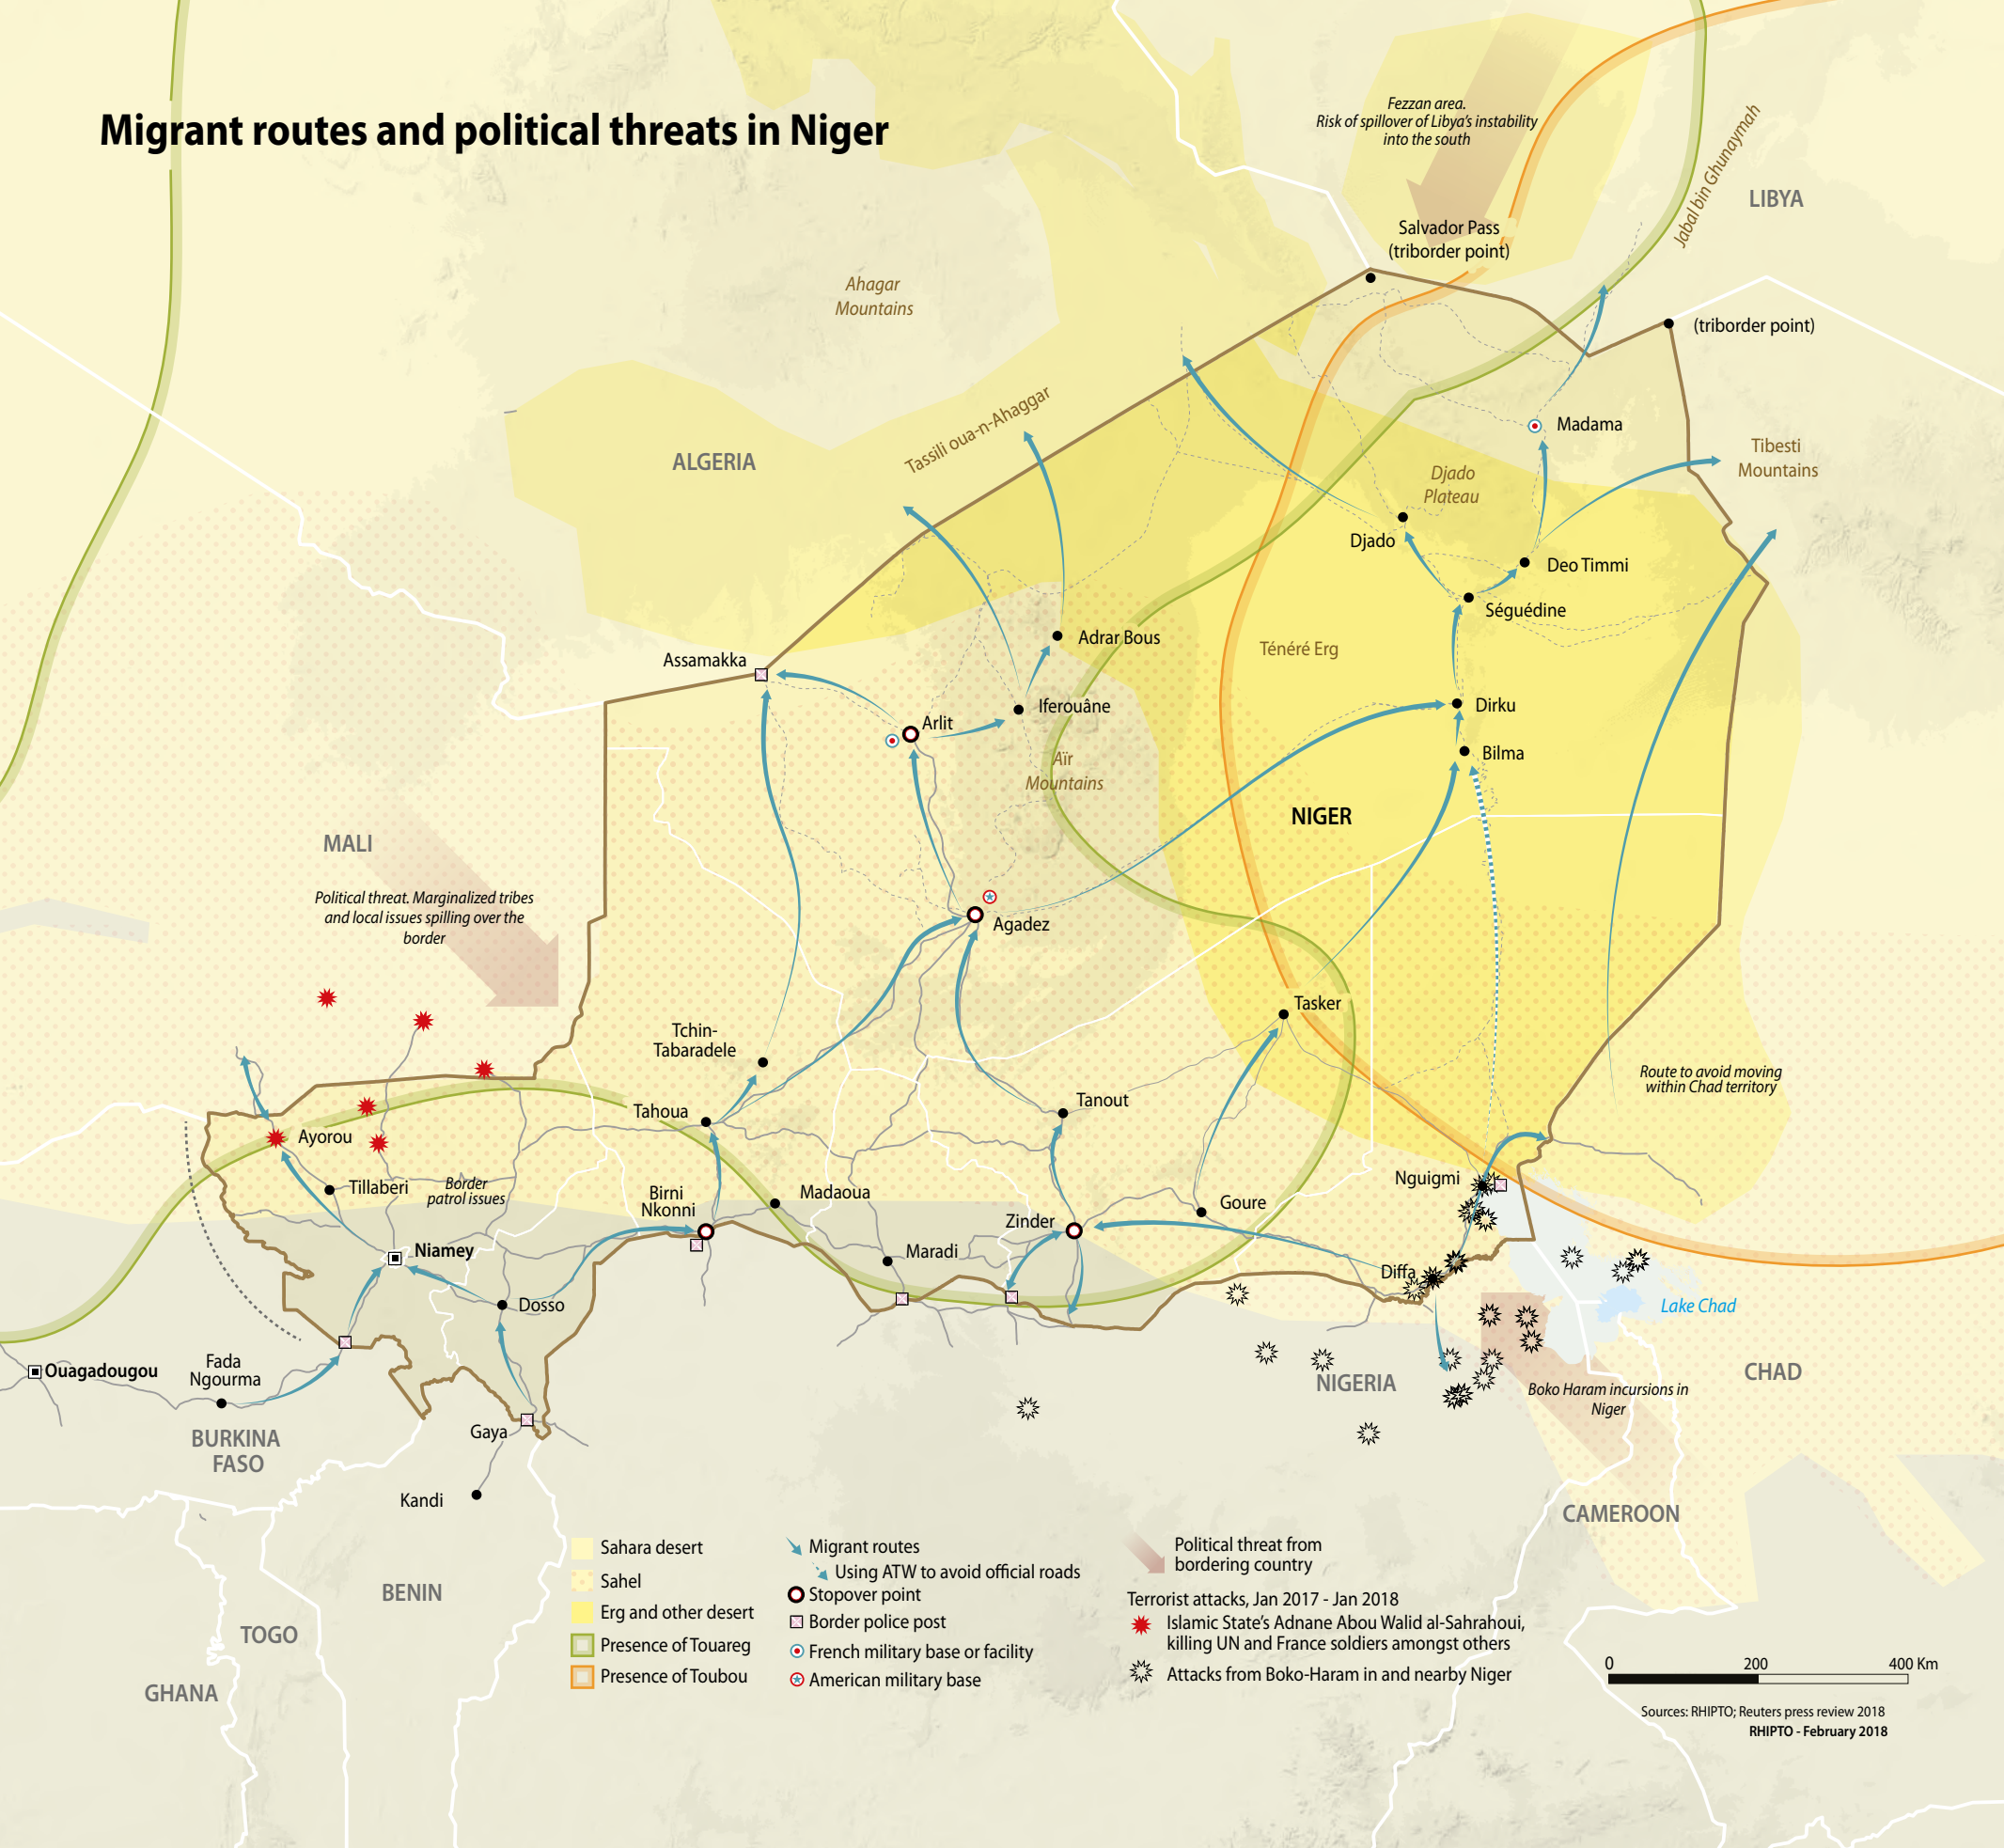 Migrant routes and political threats in Niger
Fezzan area.
Risk of spillover of Libya's instability
into the south
Jabal bin Ghunaymah
LIBYA
Salvador Pass
(triborder point)
(triborder point)
Ahagar
Mountains
Tassili oua-n-Ahaggar
ALGERIA
Madama
Tibesti
Mountains
Djado
Plateau
Djado
Deo Timmi
Séguédine
Ténéré Erg
Adrar Bous
Assamakka
Iferouâne
Arlit
Dirku
Bilma
Aïr
Mountains
NIGER
MALI
Political threat. Marginalized tribes
and local issues spilling over the
border
Agadez
Tasker
Tchin-
Tabaradele
Route to avoid moving
within Chad territory
Tahoua
Tanout
Ayorou
Tillaberi
Border
patrol issues
Birni
Nkonni
Madaoua
Nguigmi
Goure
Zinder
Niamey
Maradi
Diffa
Dosso
Lake Chad
Ouagadougou
Fada
Ngourma
NIGERIA
CHAD
Boko Haram incursions in
Niger
Gaya
BURKINA
FASO
Kandi
CAMEROON
BENIN
TOGO
GHANA
Sahara desert
Sahel
Erg and other desert
Presence of Touareg
Presence of Toubou
Migrant routes
Using ATW to avoid official roads
Stopover point
Border police post
French military base or facility
American military base
Political threat from
bordering country
Terrorist attacks, Jan 2017 - Jan 2018
Islamic State's Adnane Abou Walid al-Sahrahoui,
killing UN and France soldiers amongst others
Attacks from Boko-Haram in and nearby Niger
0 200 400 Km
Sources: RHIPTO; Reuters press review 2018
RHIPTO - February 2018